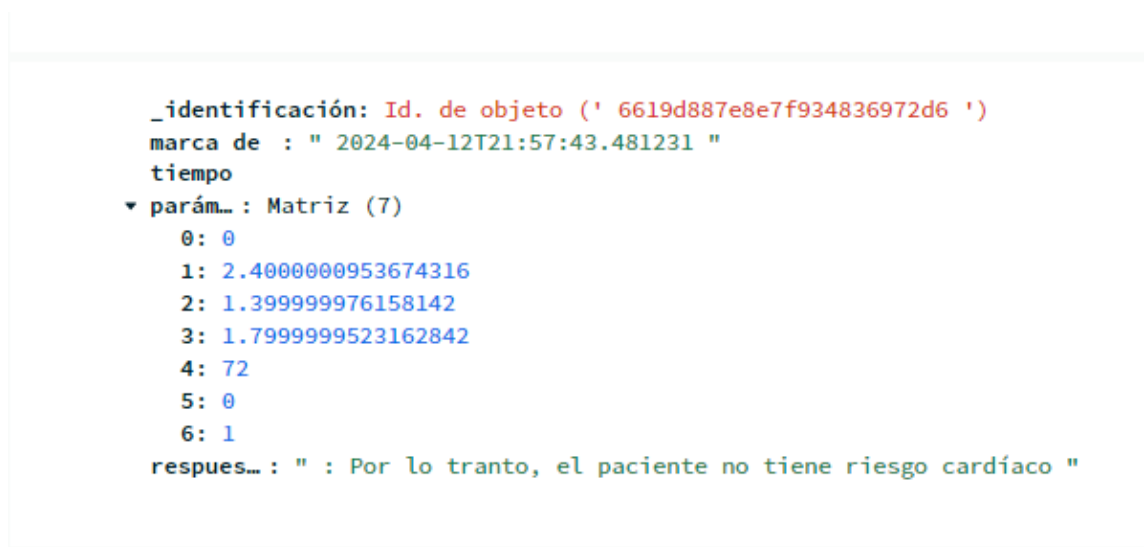 _identificación: Id. de objeto (' 6619d887e8e7f934836972d6 ')
marca de : " 2024-04-12T21:57:43.481231 "
tiempo
▾ parám… : Matriz (7)
0: 0
1: 2.4000000953674316
2: 1.399999976158142
3: 1.7999999523162842
4: 72
5: 0
6: 1
respues… : " : Por lo tranto, el paciente no tiene riesgo cardíaco "